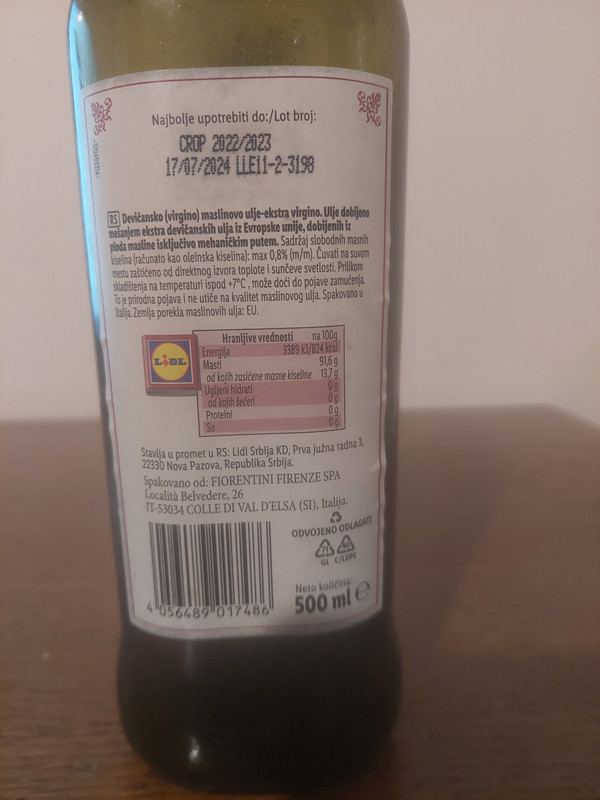 Najbolje upotrebiti do:/Lot broj:
CROP 2022/2023
17/07/2024 LLE11-2-3198
RS Devičansko (virgino) maslinovo ulje-ekstra virgino. Ulje dobijeno
mešanjem ekstra devičanskih ulja iz Evropske unije, dobijenih iz
ploda masline isključivo mehaničkim putem. Sadržaj slobodnih masnih
kiselina (računato kao oleinska kiselina): max 0,8% (m/m). Čuvati na suvom
mestu zaštićeno od direktnog izvora toplote i sunčeve svetlosti. Prilikom
skladištenja na temperaturi ispod +7°C , može doći do pojave zamućenja.
To je prirodna pojava i ne utiče na kvalitet maslinovog ulja. Spakovano u
Italija. Zemlja porekla maslinovih ulja: EU.
LIDL
Hranljive vrednosti na 100g
Energija 3389 kJ/824 kcal
Masti 91,6 g
od kojih zasićene masne kiseline 13,7 g
Ugljeni hidrati 0 g
od kojih šećeri 0 g
Proteini 0 g
So 0 g
Stavlja u promet u RS: Lidl Srbija KD, Prva južna radna 3,
22330 Nova Pazova, Republika Srbija.
Spakovano od: FIORENTINI FIRENZE SPA
Località Belvedere, 26
IT-53034 COLLE DI VAL D'ELSA (SI), Italija.
ODVOJENO ODLAGATI
71 90
GL C/LDPE
4 056489 017486
Neto količina:
500 ml e